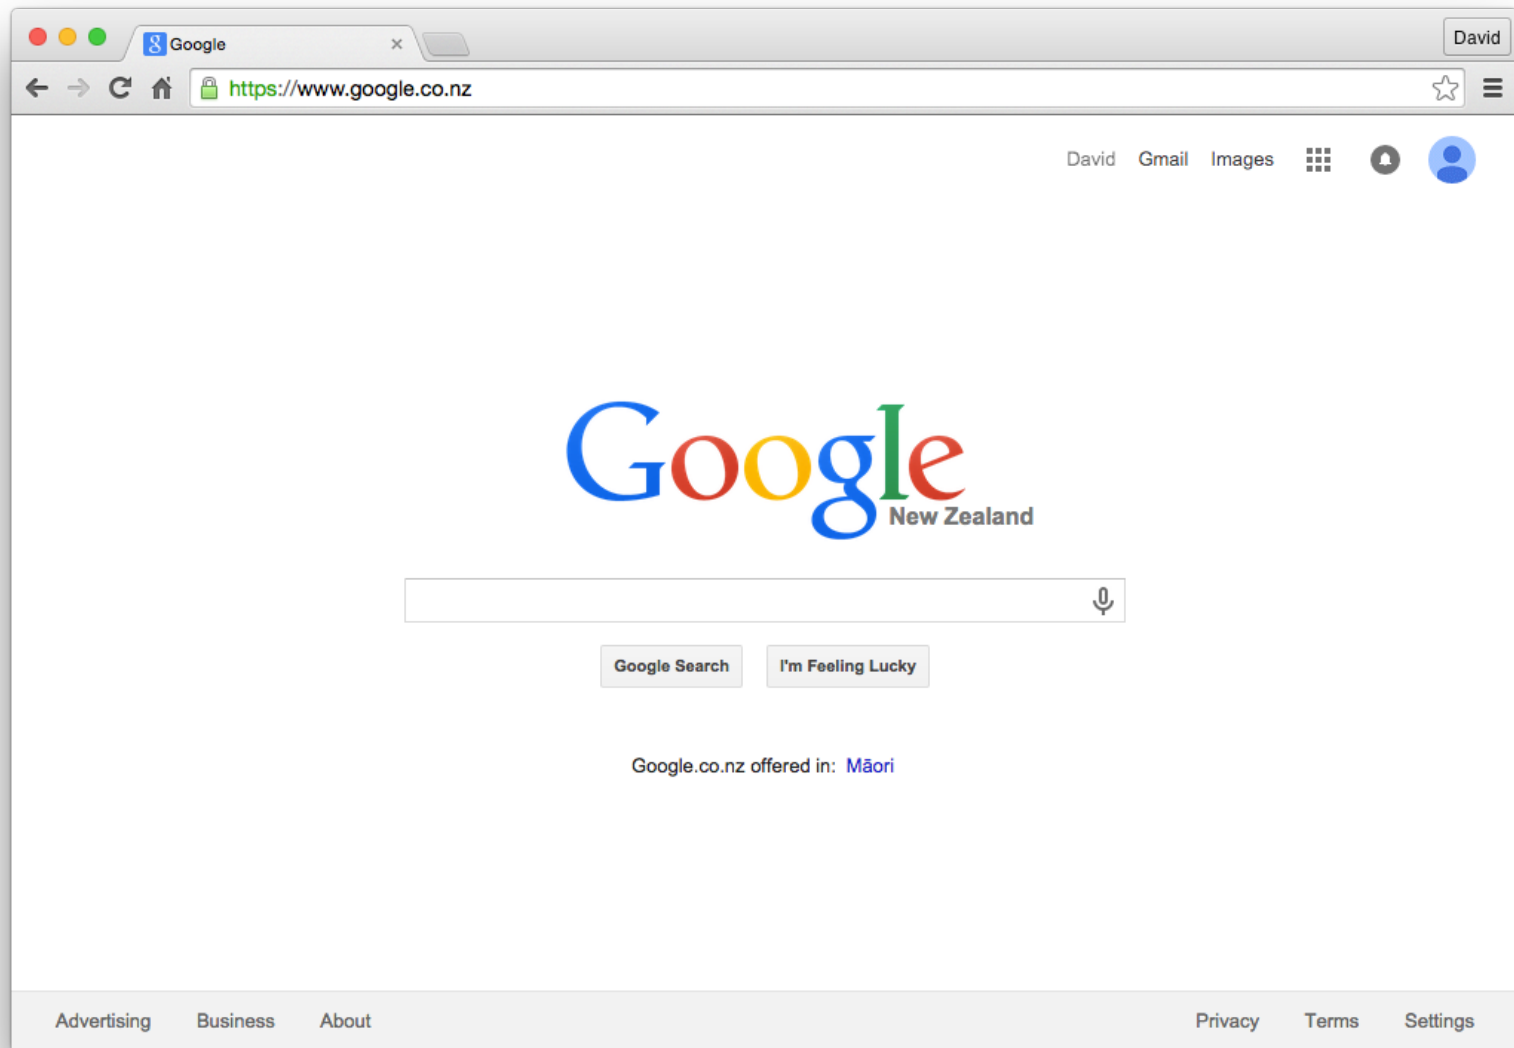 Google
David
https://www.google.co.nz
David Gmail Images
Google
New Zealand
Google Search I'm Feeling Lucky
Google.co.nz offered in: Māori
Advertising Business About Privacy Terms Settings